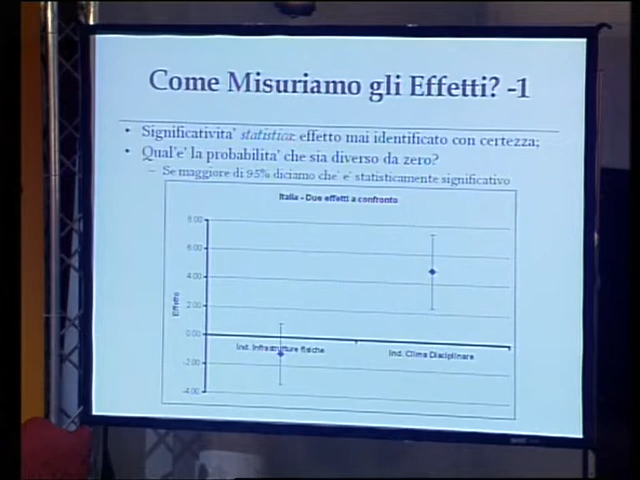 Come Misuriamo gli Effetti? -1
• Significativita' statistica: effetto mai identificato con certezza;
• Qual'e' la probabilita' che sia diverso da zero?
– Se maggiore di 95% diciamo che' e' statisticamente significativo
Italia - Due effetti a confronto
8.00
6.00
4.00
2.00
0.00
-2.00
-4.00
Effetto
Ind. Infrastrutture fisiche
Ind. Clima Disciplinare